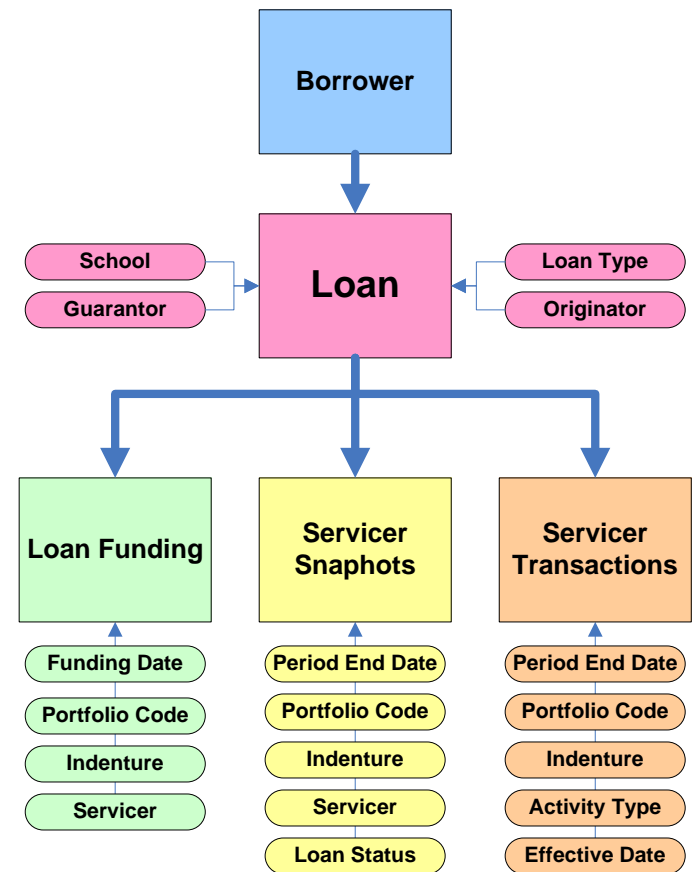 Borrower
School
Guarantor
Loan
Loan Type
Originator
Loan Funding
Servicer
Snaphots
Servicer
Transactions
Funding Date
Portfolio Code
Indenture
Servicer
Period End Date
Portfolio Code
Indenture
Servicer
Loan Status
Period End Date
Portfolio Code
Indenture
Activity Type
Effective Date